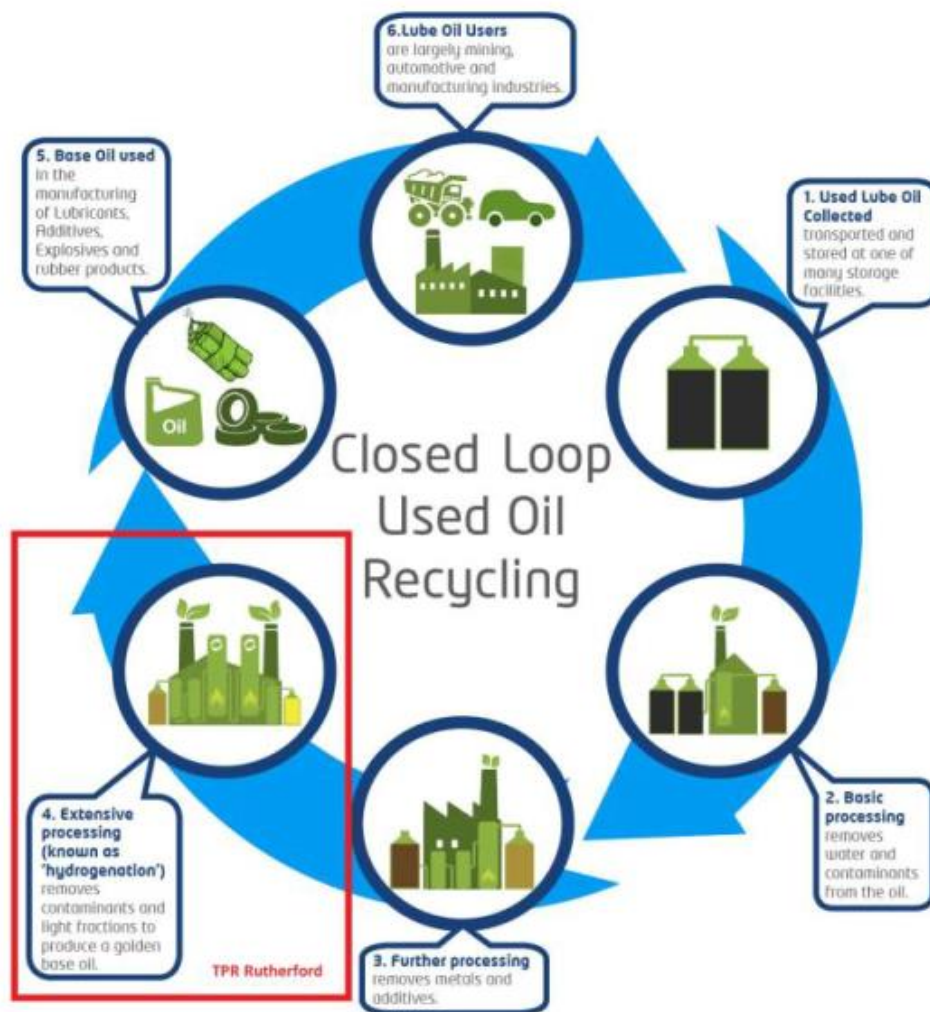 6.Lube Oil Users
are largely mining,
automotive and
manufacturing industries.
5. Base Oil used
in the
manufacturing
of Lubricants,
Additives,
Explosives and
rubber products.
1. Used Lube Oil
Collected
transported and
stored at one of
many storage
facilities.
Oil
Closed Loop
Used Oil
Recycling
4. Extensive
processing
(known as
'hydrogenation')
removes
contaminants and
light fractions to
produce a golden
base oil.
TPR Rutherford
3. Further processing
removes metals and
additives.
2. Basic
processing
removes
water and
contaminants
from the oil.